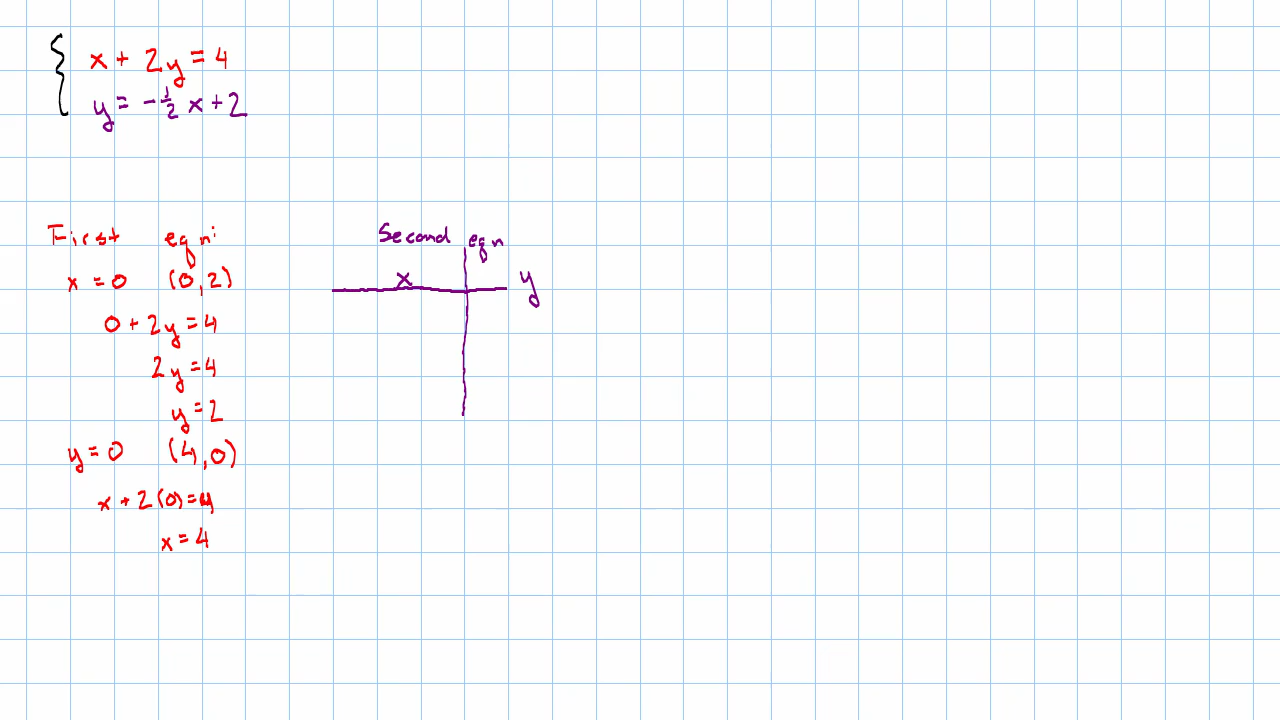 x + 2y = 4
y = -1/2 x + 2
First eqn:
x = 0 (0,2)
0 + 2y = 4
2y = 4
y = 2
y = 0 (4,0)
x + 2(0) = 4
x = 4
Second eqn
x y